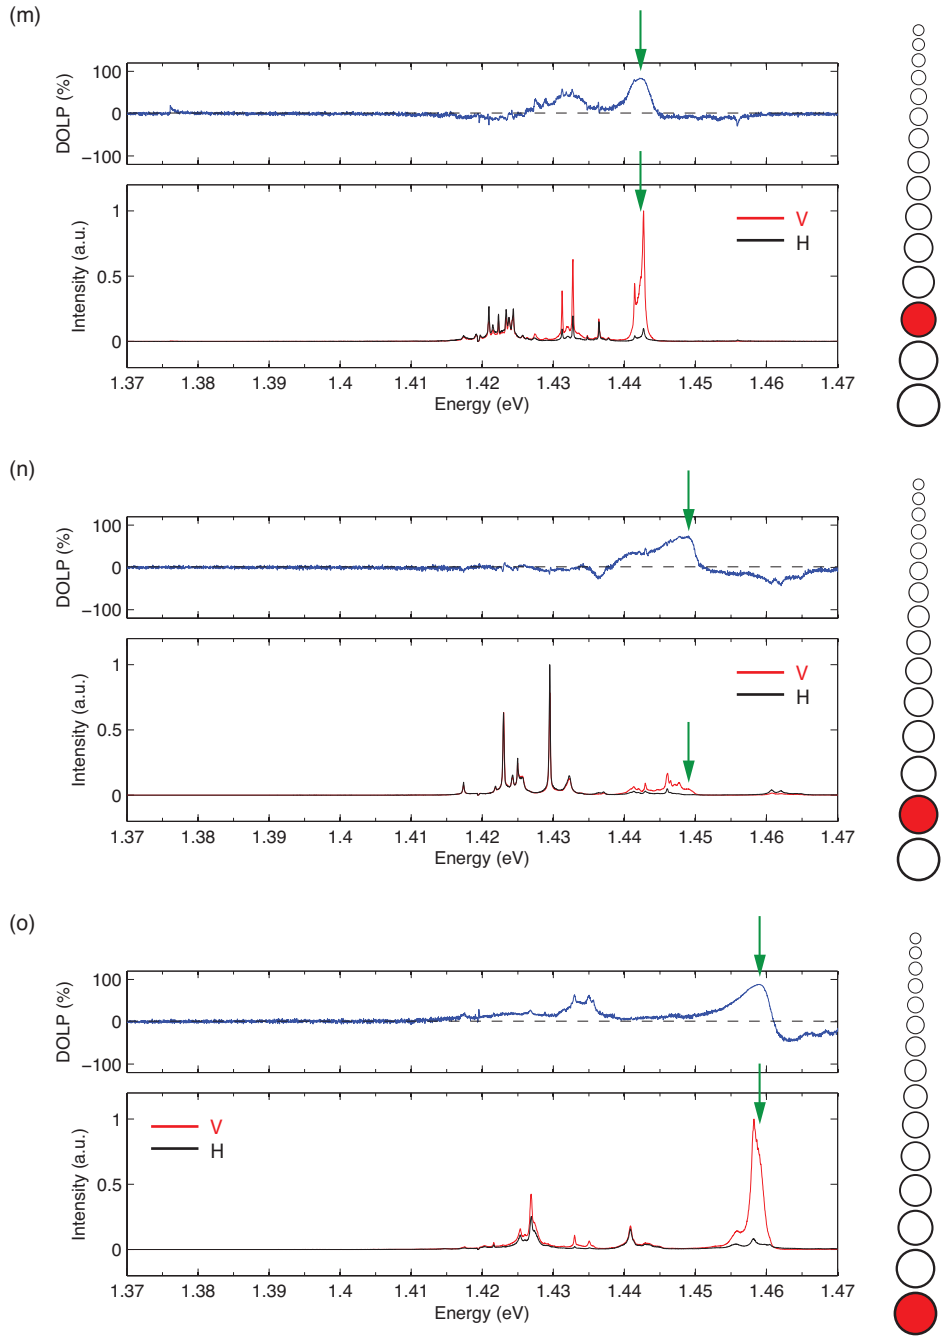 (m)
100
0
−100
DOLP (%)
1
0.5
0
Intensity (a.u.)
V
H
1.37 1.38 1.39 1.4 1.41 1.42 1.43 1.44 1.45 1.46 1.47
Energy (eV)
(n)
100
0
−100
DOLP (%)
1
0.5
0
Intensity (a.u.)
V
H
1.37 1.38 1.39 1.4 1.41 1.42 1.43 1.44 1.45 1.46 1.47
Energy (eV)
(o)
100
0
−100
DOLP (%)
1
0.5
0
Intensity (a.u.)
V
H
1.37 1.38 1.39 1.4 1.41 1.42 1.43 1.44 1.45 1.46 1.47
Energy (eV)